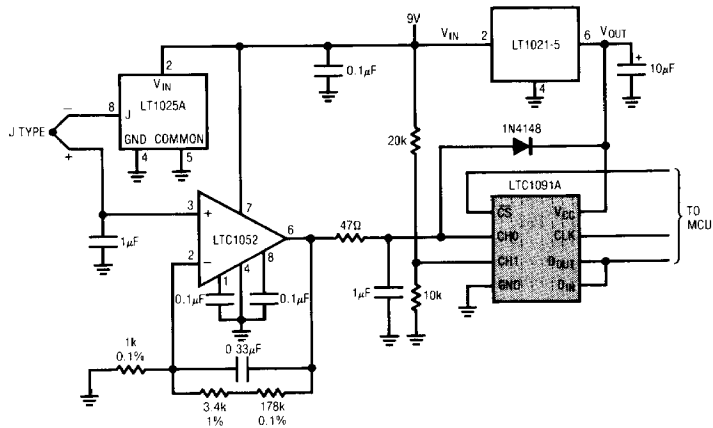 9V
VIN
2
LT1021-5
6
VOUT
4
+
10µF
2
VIN
LT1025A
8
J
GND
COMMON
4
5
J TYPE
−
+
0.1µF
20k
1N4148
LTC1091A
CS
VCC
CH0
CLK
CH1
DOUT
GND
DIN
TO
MCU
3
+
7
LTC1052
6
2
−
1
4
8
1µF
0.1µF
0.1µF
47Ω
1µF
10k
1k
0.1%
0.33µF
3.4k
1%
178k
0.1%